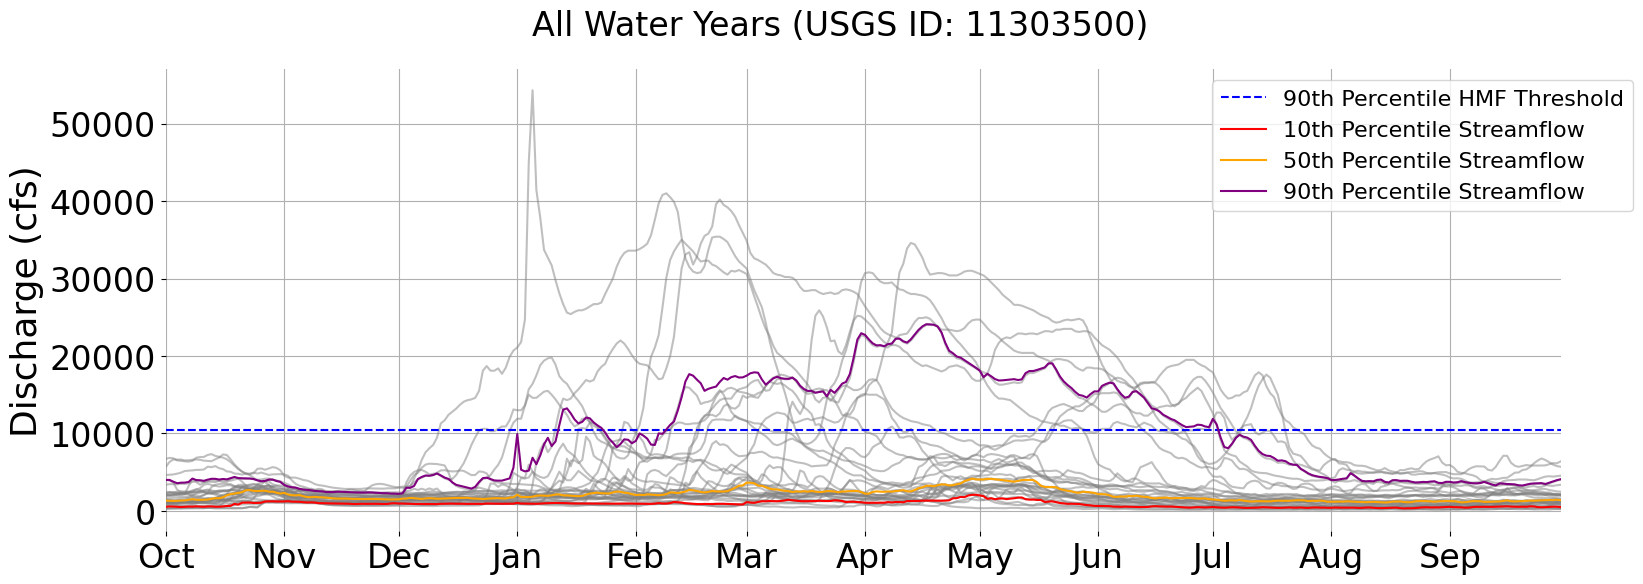 All Water Years (USGS ID: 11303500)
90th Percentile HMF Threshold
10th Percentile Streamflow
50th Percentile Streamflow
90th Percentile Streamflow
Discharge (cfs)
50000
40000
30000
20000
10000
0
Oct Nov Dec Jan Feb Mar Apr May Jun Jul Aug Sep